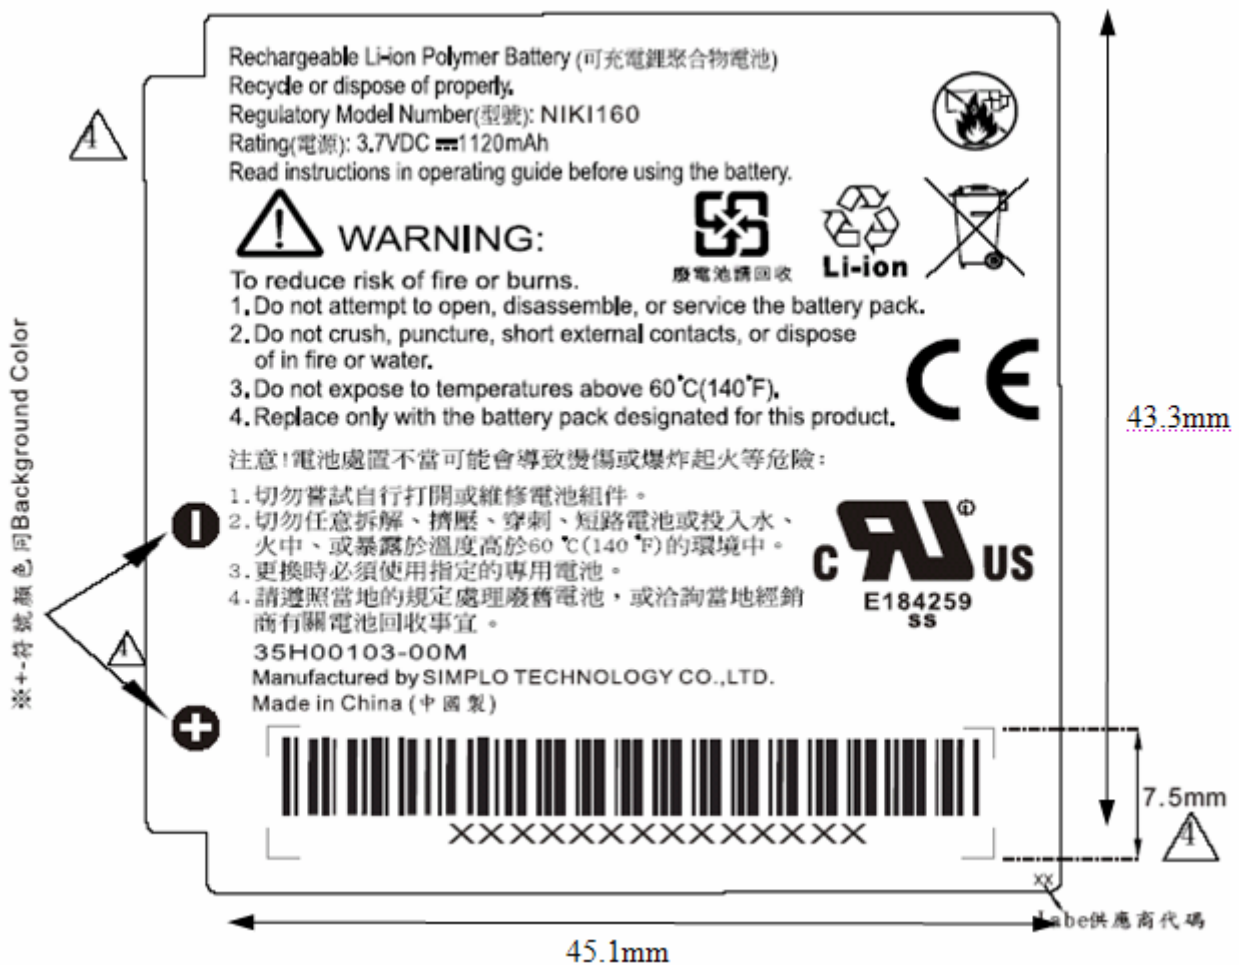 Rechargeable Li-ion Polymer Battery (可充電鋰聚合物電池)
Recycle or dispose of properly.
Regulatory Model Number(型號): NIKI160
Rating(電源): 3.7VDC ⎓1120mAh
Read instructions in operating guide before using the battery.
4
WARNING:
廢電池請回收
Li-ion
To reduce risk of fire or burns.
1. Do not attempt to open, disassemble, or service the battery pack.
2. Do not crush, puncture, short external contacts, or dispose
of in fire or water.
3. Do not expose to temperatures above 60°C(140°F).
4. Replace only with the battery pack designated for this product.
CE
43.3mm
注意!電池處置不當可能會導致燙傷或爆炸起火等危險:
1.切勿嘗試自行打開或維修電池組件。
2.切勿任意拆解、擠壓、穿刺、短路電池或投入水、
火中、或暴露於溫度高於60 °C(140 °F)的環境中。
3.更換時必須使用指定的專用電池。
4.請遵照當地的規定處理廢舊電池,或洽詢當地經銷
商有關電池回收事宜。
C RU ® US
E184259
SS
35H00103-00M
Manufactured by SIMPLO TECHNOLOGY CO.,LTD.
Made in China (中國製)
※+-符號顏色同Background Color
4
XXXXXXXXXXXXXX
7.5mm
4
XX
Labe供應商代碼
45.1mm